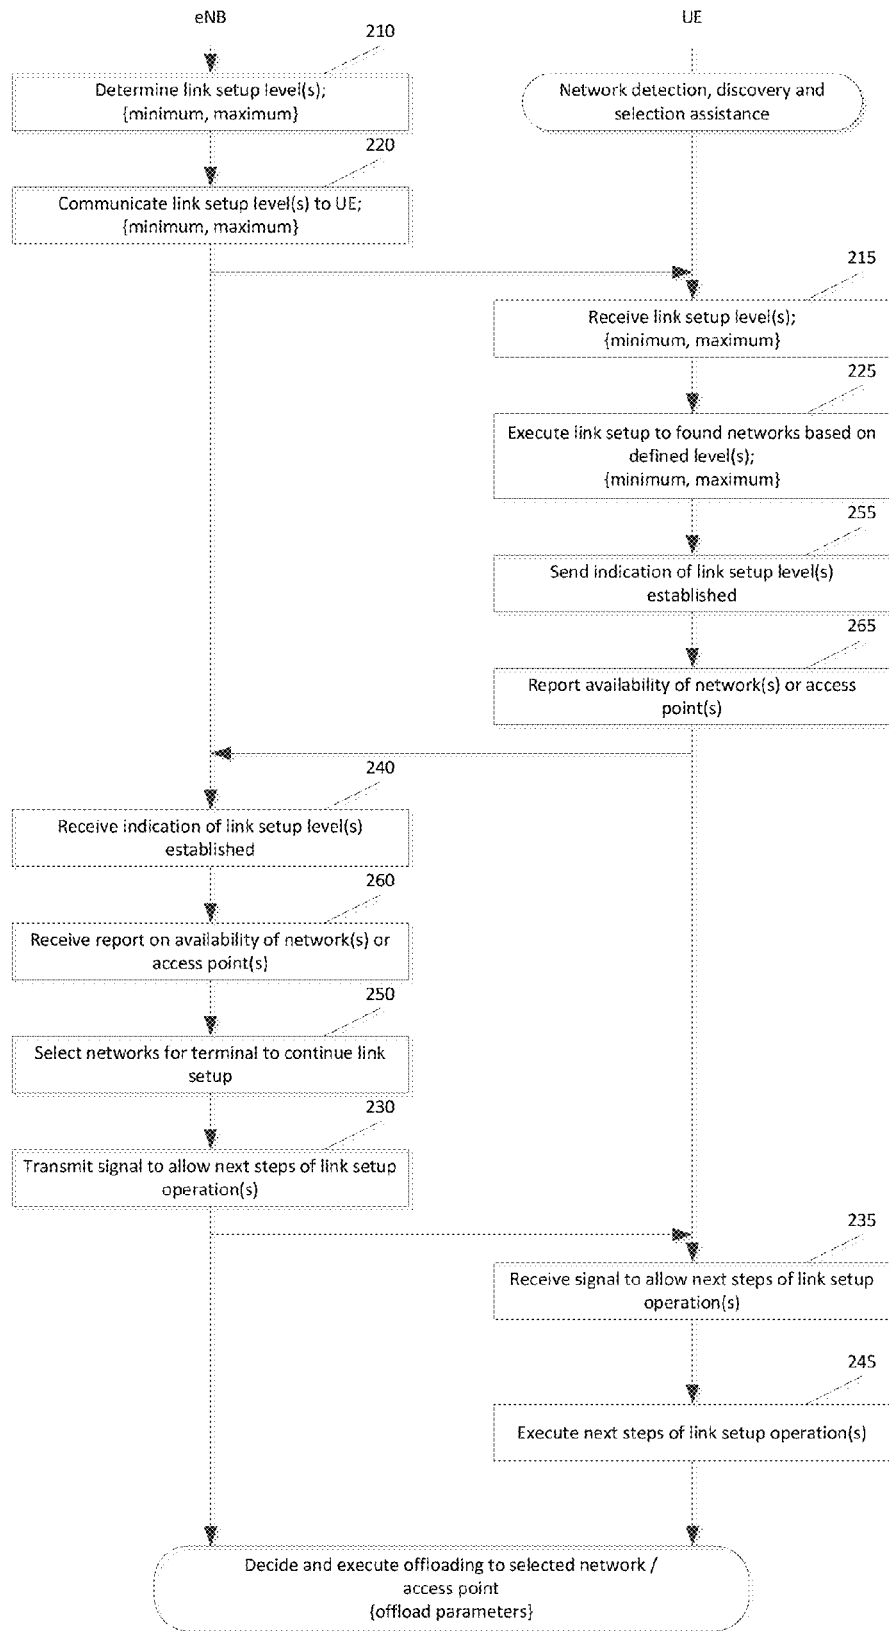 eNB
UE
210
Determine link setup level(s);
{minimum, maximum}
Network detection, discovery and
selection assistance
220
Communicate link setup level(s) to UE;
{minimum, maximum}
215
Receive link setup level(s);
{minimum, maximum}
225
Execute link setup to found networks based on
defined level(s);
{minimum, maximum}
255
Send indication of link setup level(s)
established
265
Report availability of network(s) or access
point(s)
240
Receive indication of link setup level(s)
established
260
Receive report on availability of network(s) or
access point(s)
250
Select networks for terminal to continue link
setup
230
Transmit signal to allow next steps of link setup
operation(s)
235
Receive signal to allow next steps of link setup
operation(s)
245
Execute next steps of link setup operation(s)
Decide and execute offloading to selected network /
access point
{offload parameters}